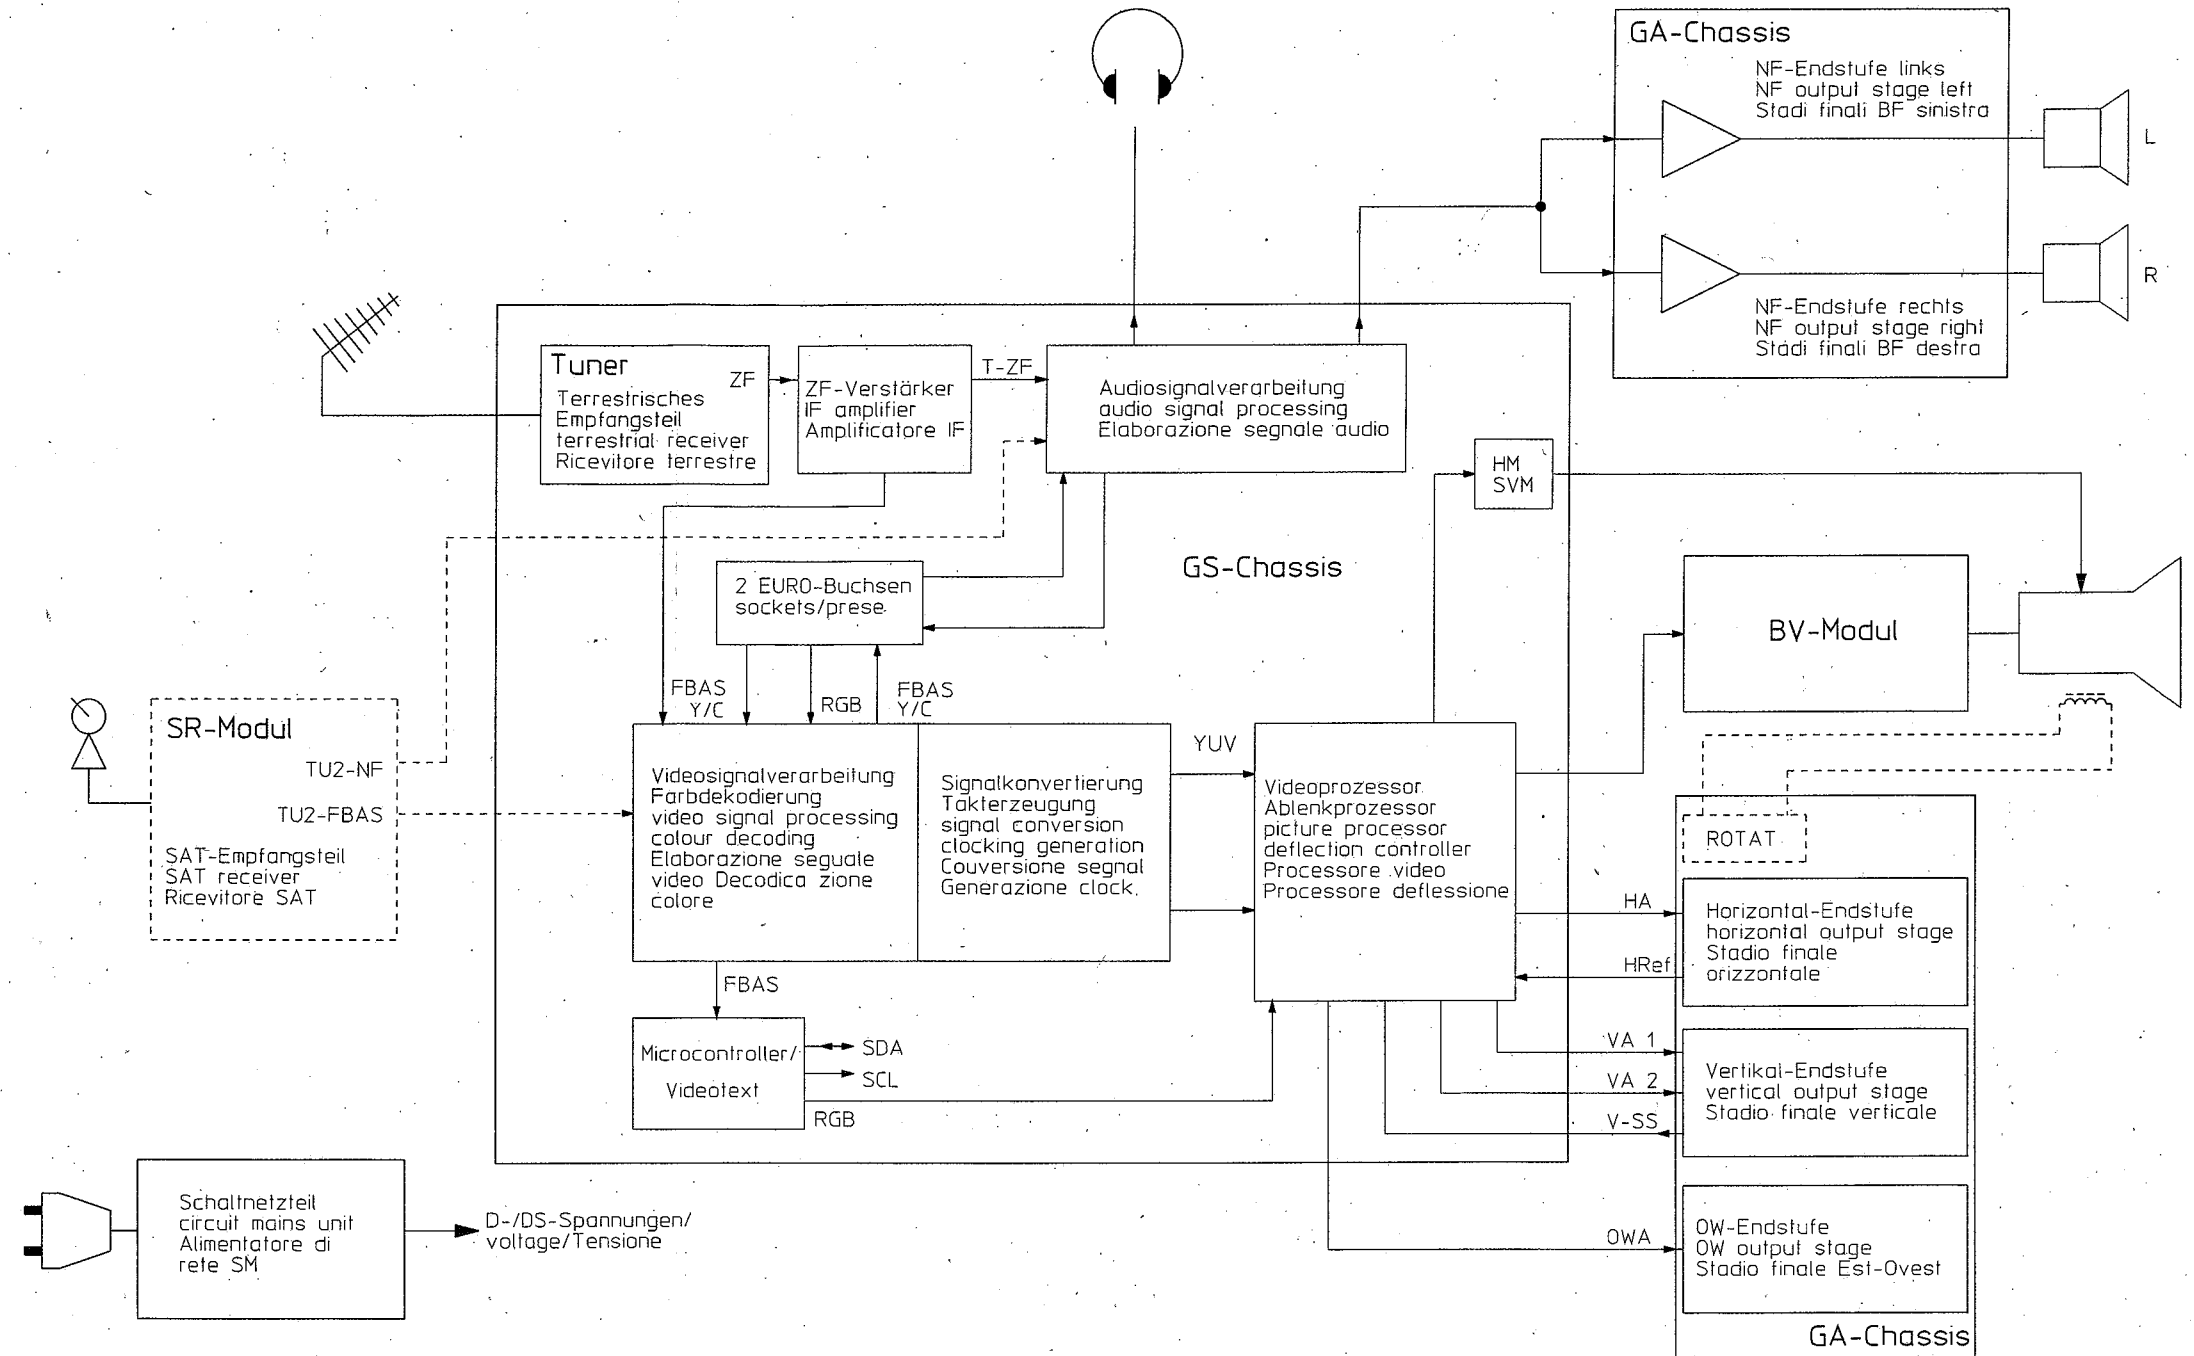 GA-Chassis
NF-Endstufe links
NF output stage left
Stadi finali BF sinistra
L
R
NF-Endstufe rechts
NF output stage right
Stadi finali BF destra
Tuner
ZF
Terrestrisches
Empfangsteil
terrestrial receiver
Ricevitore terrestre
ZF-Verstärker
IF amplifier
Amplificatore IF
T-ZF
Audiosignalverarbeitung
audio signal processing
Elaborazione segnale audio
HM
SVM
GS-Chassis
2 EURO-Buchsen
sockets/prese
BV-Modul
FBAS
Y/C
RGB
FBAS
Y/C
SR-Modul
TU2-NF
TU2-FBAS
SAT-Empfangsteil
SAT receiver
Ricevitore SAT
Videosignalverarbeitung
Farbdekodierung
video signal processing
colour decoding
Elaborazione seguale
video Decodica zione
colore
Signalkonvertierung
Takterzeugung
signal conversion
clocking generation
Couversione segnal
Generazione clock.
YUV
Videoprozessor
Ablenkprozessor
picture processor
deflection controller
Processore video
Processore deflessione
ROTAT
HA
HRef
Horizontal-Endstufe
horizontal output stage
Stadio finale
orizzontale
FBAS
Microcontroller/
Videotext
SDA
SCL
RGB
VA 1
VA 2
V-SS
Vertikal-Endstufe
vertical output stage
Stadio finale verticale
Schaltnetzteil
circuit mains unit
Alimentatore di
rete SM
D-/DS-Spannungen/
voltage/Tensione
OWA
OW-Endstufe
OW output stage
Stadio finale Est-Ovest
GA-Chassis